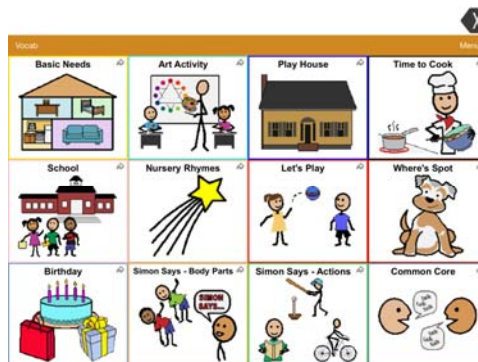 Vocab Menu
Basic Needs Art Activity Play House Time to Cook
School Nursery Rhymes Let's Play Where's Spot
Birthday Simon Says - Body Parts Simon Says - Actions Common Core
SIMON
SAYS...